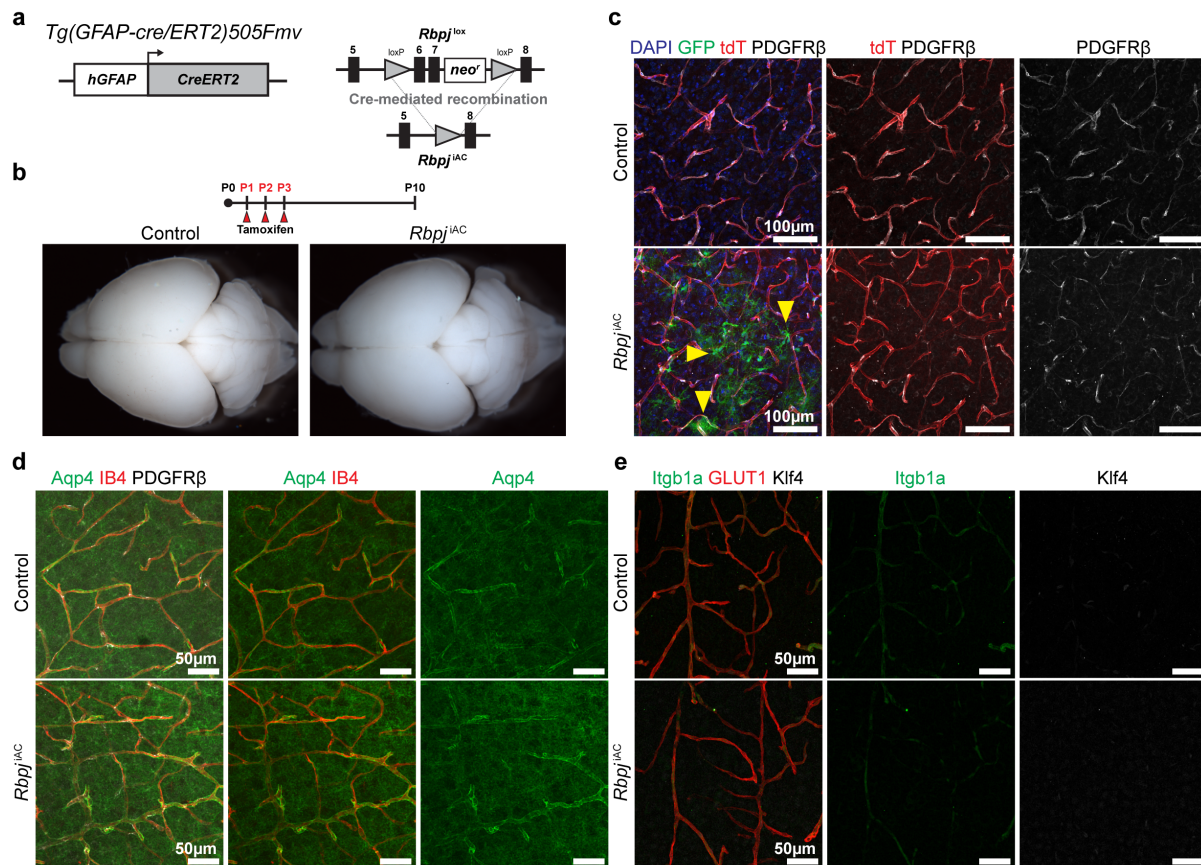 a
Tg(GFAP-cre/ERT2)505Fmv
hGFAP CreERT2
Rbpj lox
5 loxP 6 7 neo r loxP 8
Cre-mediated recombination
5 8
Rbpj iAC
b
P0 P1 P2 P3 P10
Tamoxifen
Control Rbpj iAC
c
DAPI GFP tdT PDGFRβ tdT PDGFRβ PDGFRβ
Control
100µm
Rbpj iAC
100µm
d
Aqp4 IB4 PDGFRβ Aqp4 IB4 Aqp4
Control
50µm
Rbpj iAC
50µm
e
Itgb1a GLUT1 Klf4 Itgb1a Klf4
Control
50µm
Rbpj iAC
50µm